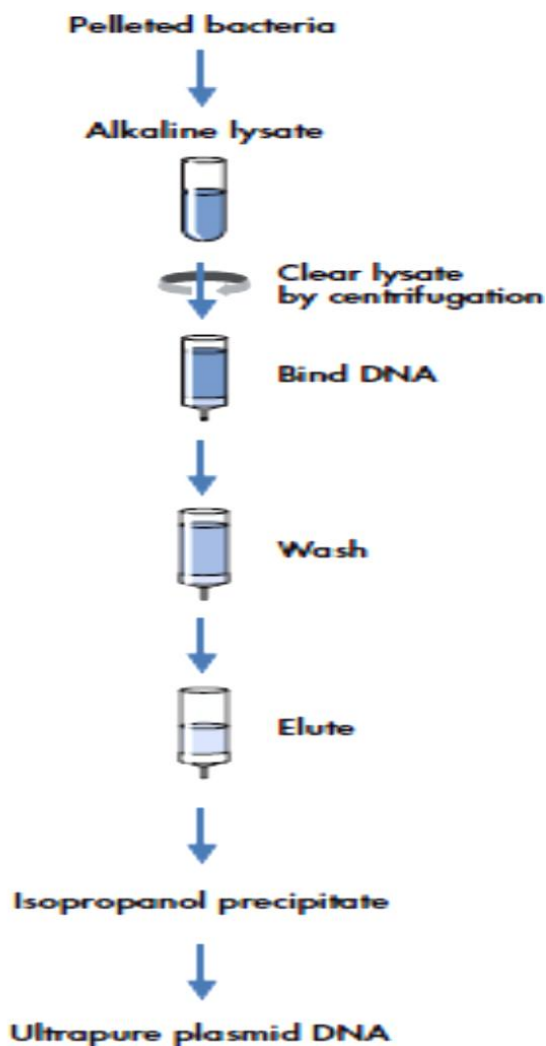 Pelleted bacteria
Alkaline lysate
Clear lysate
by centrifugation
Bind DNA
Wash
Elute
Isopropanol precipitate
Ultrapure plasmid DNA